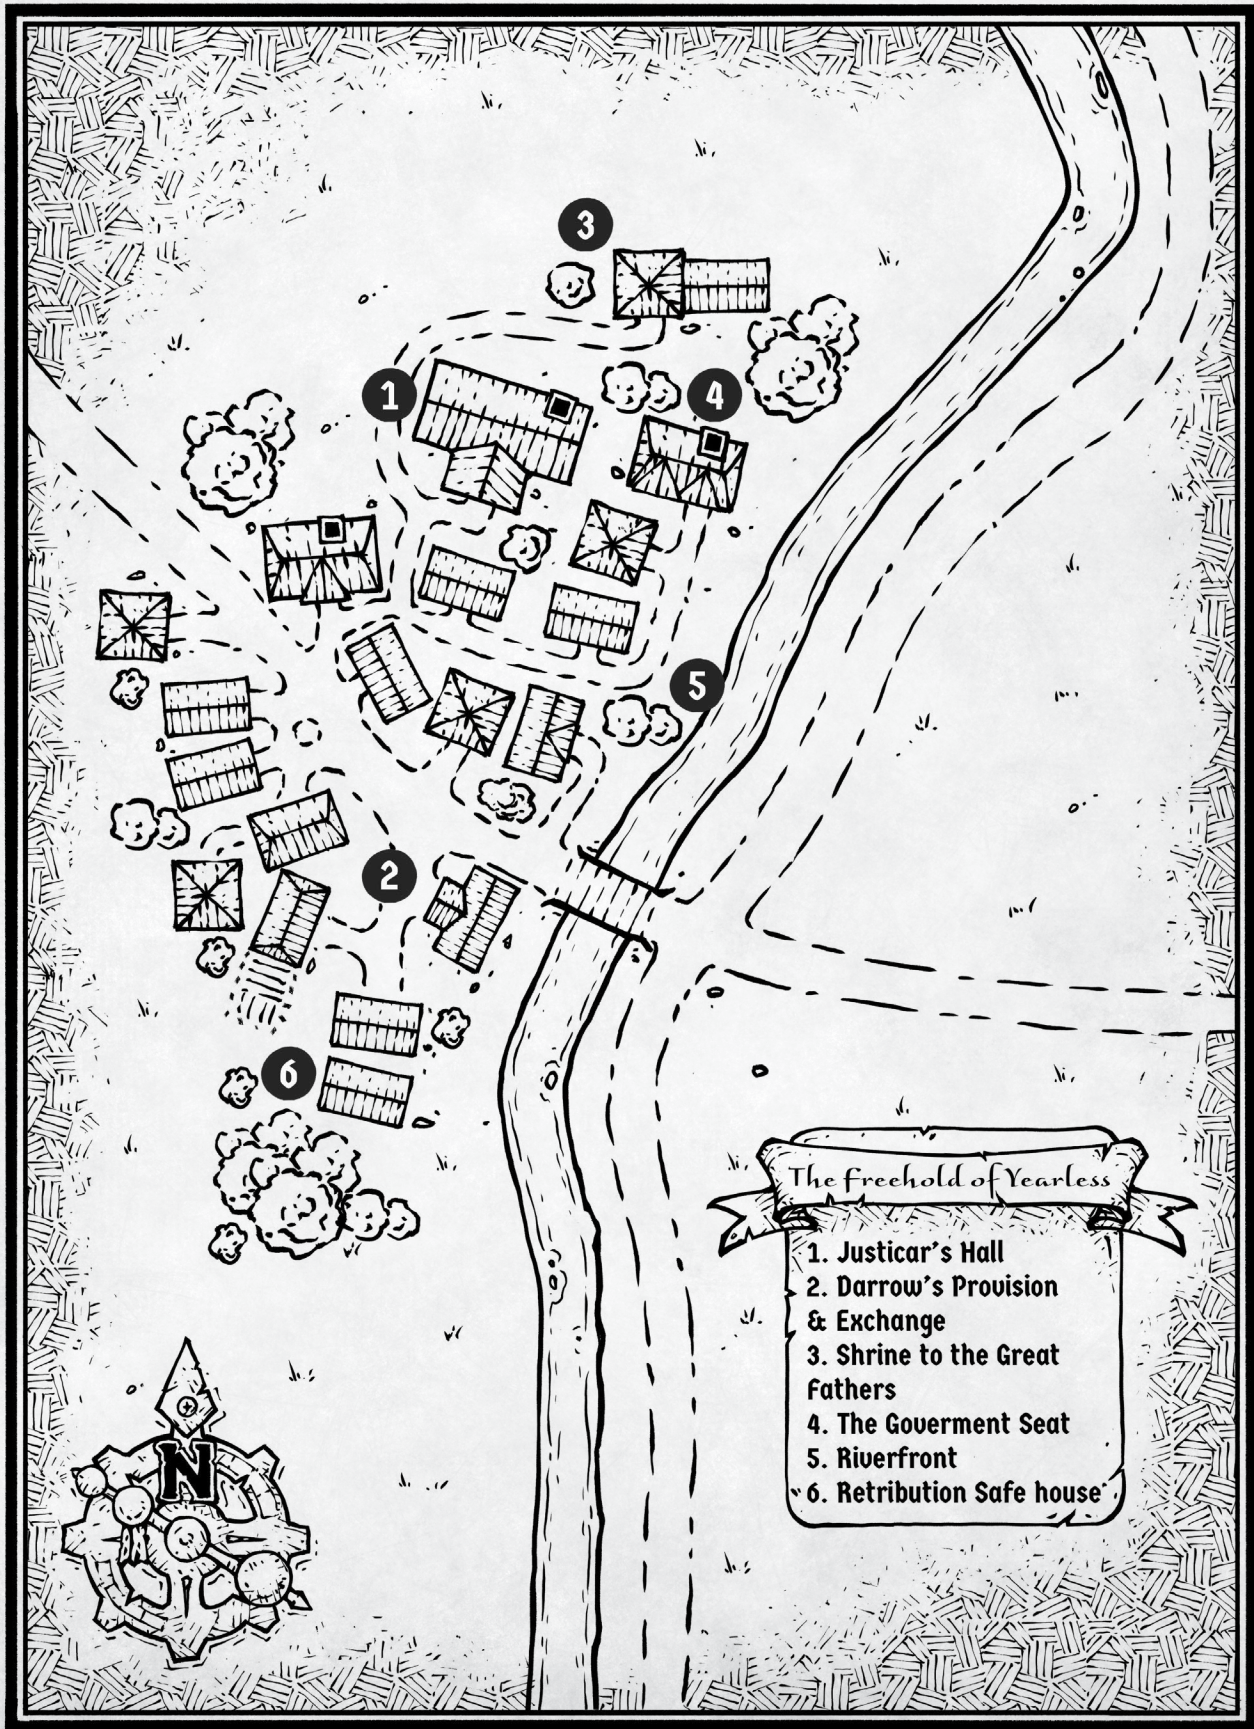 3
1
4
5
2
6
The Freehold of Yearless
1. Justicar's Hall
2. Darrow's Provision
& Exchange
3. Shrine to the Great
Fathers
4. The Goverment Seat
5. Riverfront
6. Retribution Safe house
N